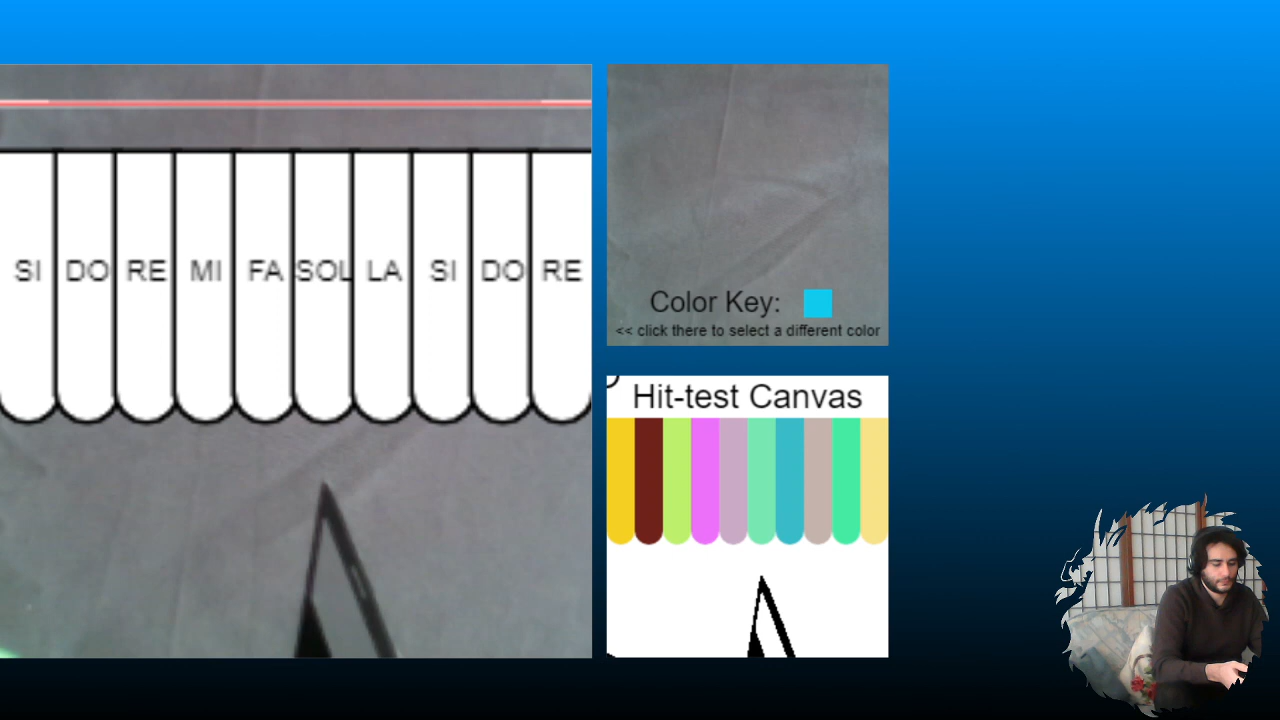 SI DO RE MI FA SOL LA SI DO RE
Color Key:
<< click there to select a different color
Hit-test Canvas